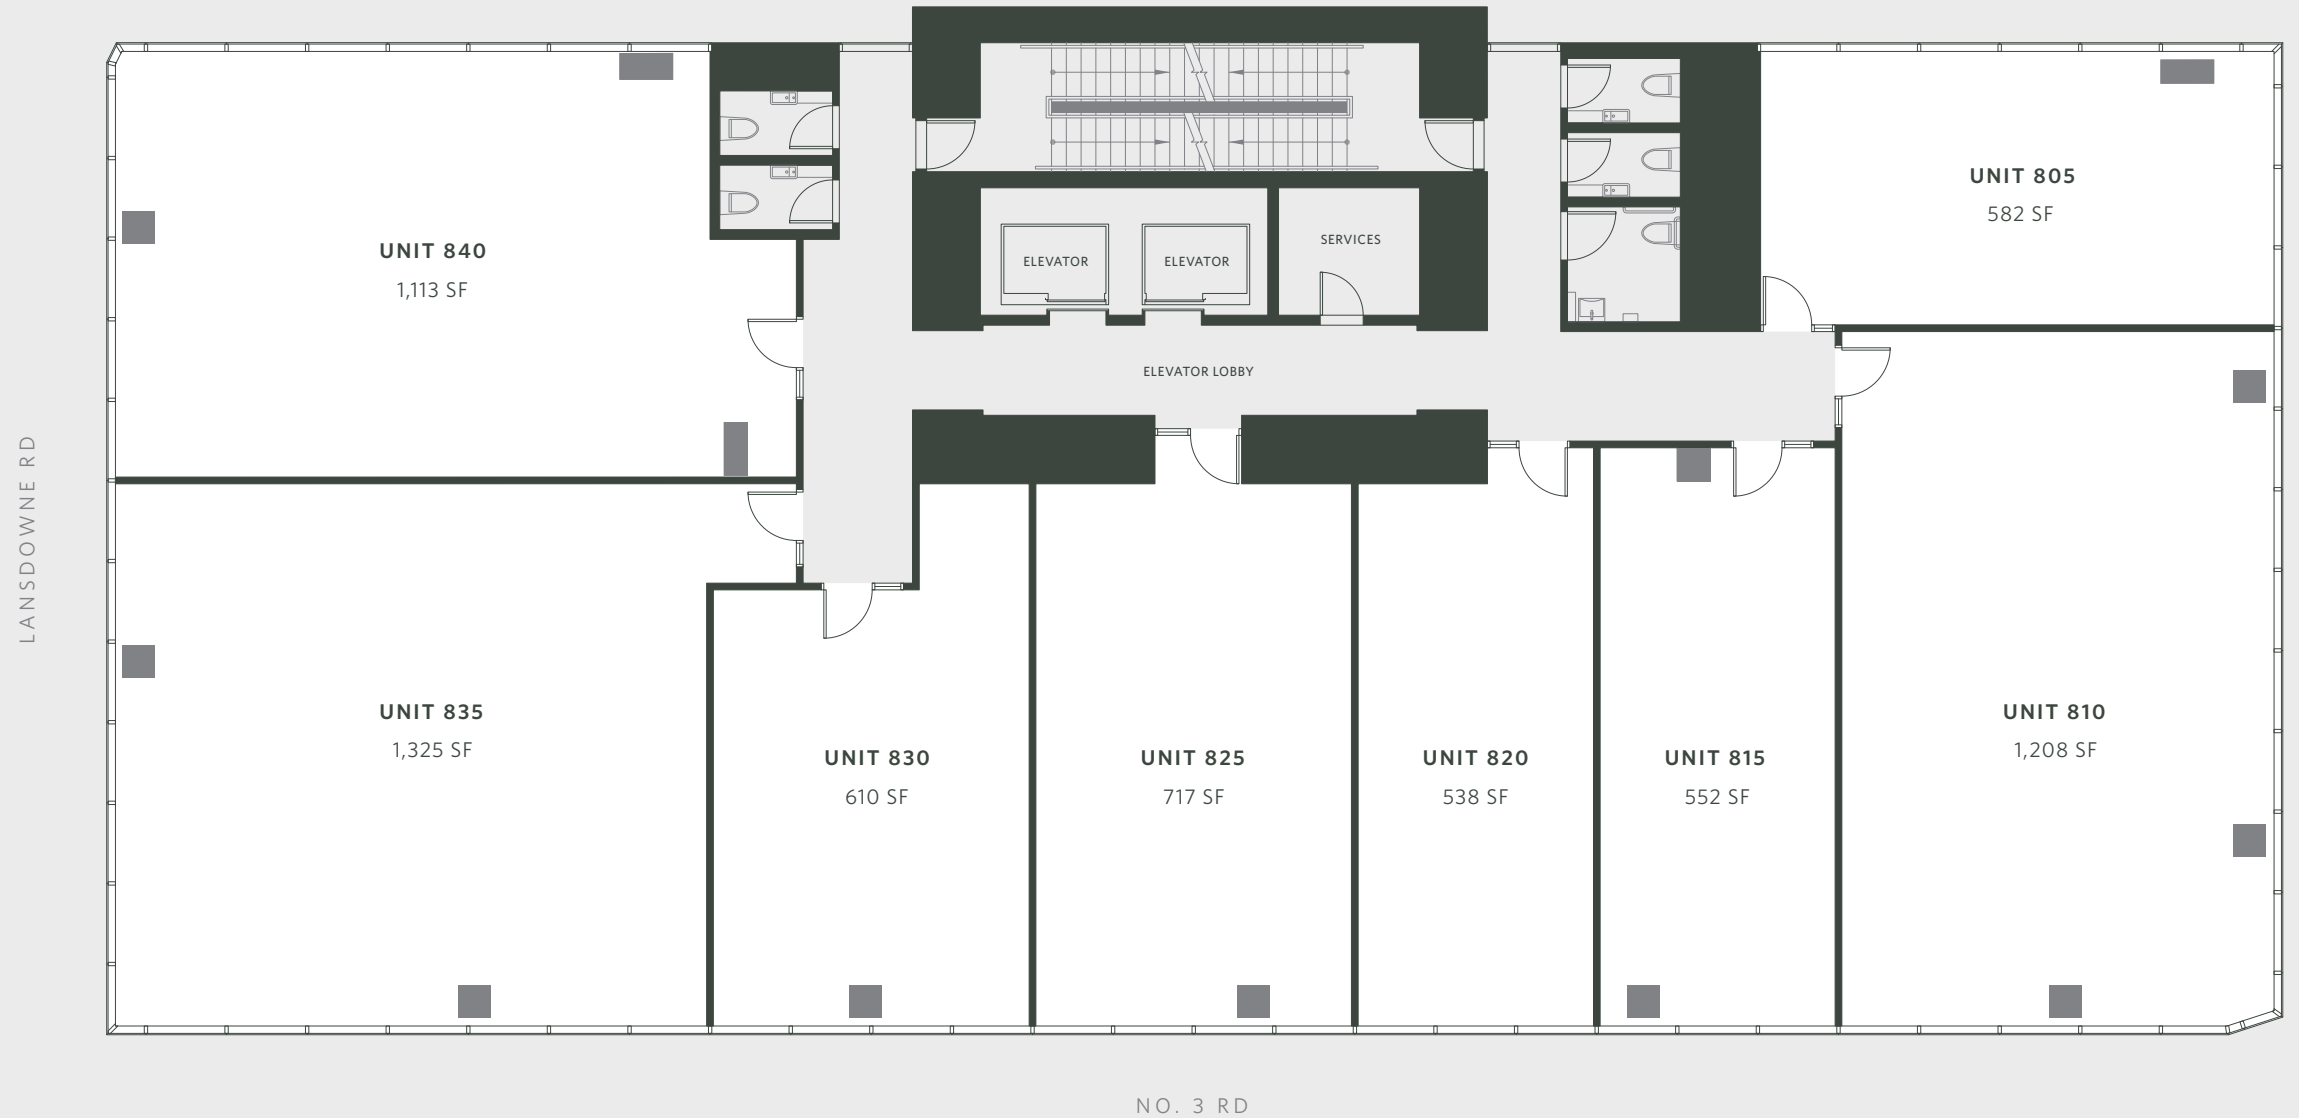 UNIT 805
582 SF
SERVICES
UNIT 840
1,113 SF
ELEVATOR
ELEVATOR
ELEVATOR LOBBY
LANSDOWNE RD
UNIT 835
1,325 SF
UNIT 830
610 SF
UNIT 825
717 SF
UNIT 820
538 SF
UNIT 815
552 SF
UNIT 810
1,208 SF
NO. 3 RD